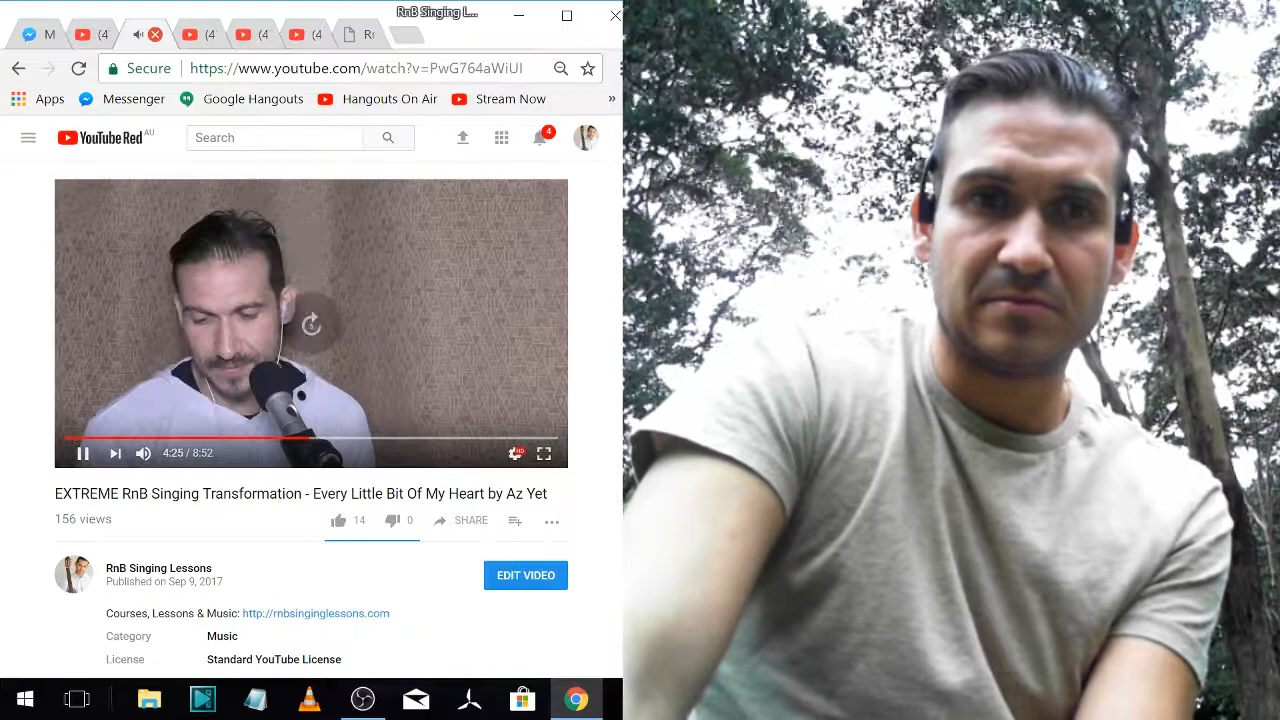 RnB Singing L...
M
(4
(4
(4
(4
Secure
https://www.youtube.com/watch?v=PwG764aWiUI
Apps
Messenger
Google Hangouts
Hangouts On Air
Stream Now
»
YouTube Red AU
Search
4
4:25 / 8:52
HD
EXTREME RnB Singing Transformation - Every Little Bit Of My Heart by Az Yet
156 views
14
0
SHARE
RnB Singing Lessons
Published on Sep 9, 2017
EDIT VIDEO
Courses, Lessons & Music: http://rnbsinginglessons.com
Category Music
License Standard YouTube License